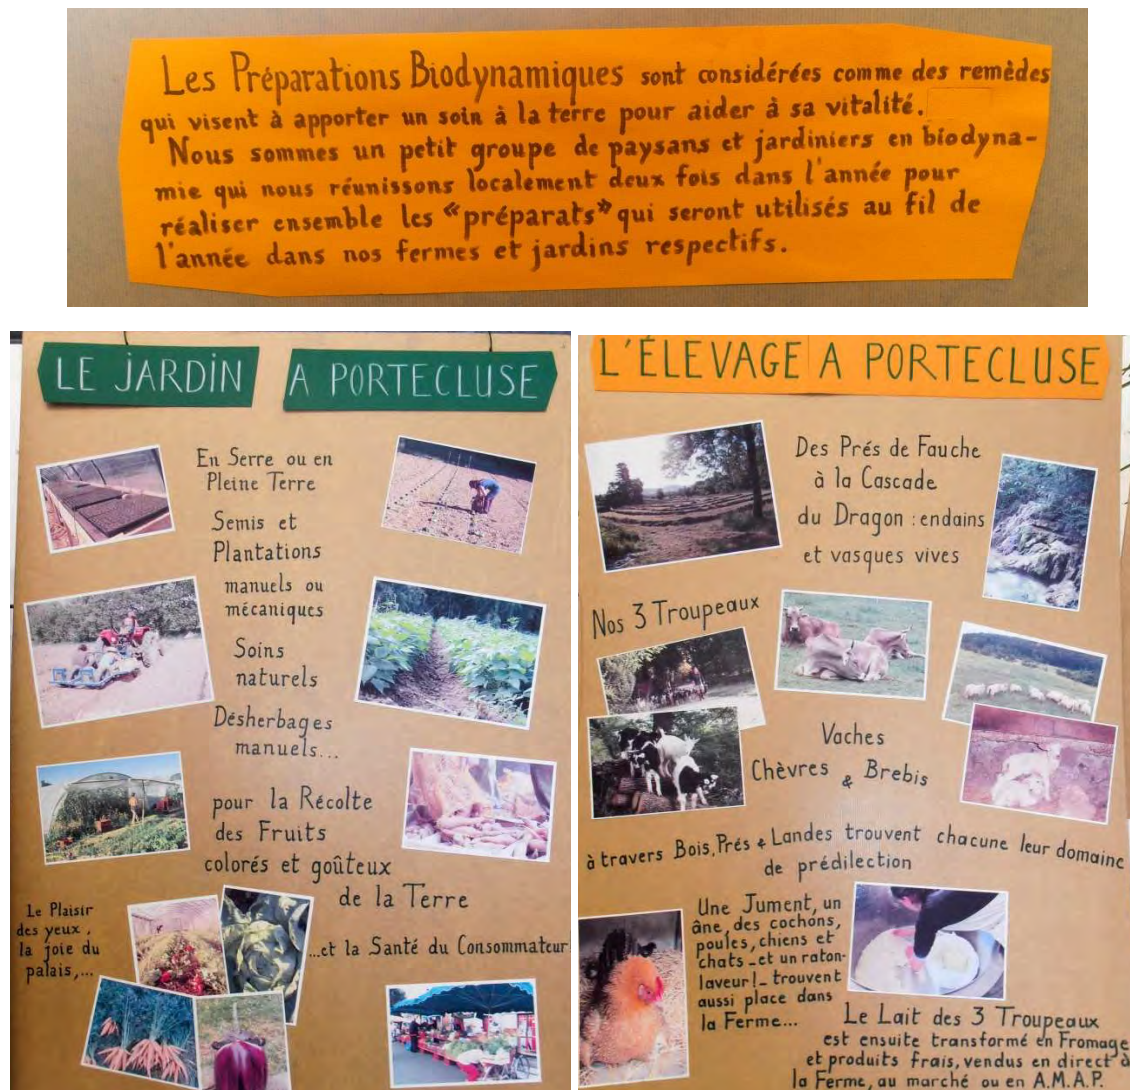 Les Préparations Biodynamiques sont considérées comme des remèdes
qui visent à apporter un soin à la terre pour aider à sa vitalité.
Nous sommes un petit groupe de paysans et jardiniers en biodyna-
mie qui nous réunissons localement deux fois dans l'année pour
réaliser ensemble les "préparats" qui seront utilisés au fil de
l'année dans nos fermes et jardins respectifs.
LE JARDIN A PORTECLUSE
En Serre ou en
Pleine Terre
Semis et
Plantations
manuels ou
mécaniques
Soins
naturels
Désherbages
manuels...
pour la Récolte
des Fruits
colorés et goûteux
de la Terre
Le Plaisir
des yeux,
la joie du
palais,...
...et la Santé du Consommateur
L'ÉLEVAGE A PORTECLUSE
Des Prés de Fauche
à la Cascade
du Dragon : endains
et vasques vives
Nos 3 Troupeaux
Vaches
Chèvres & Brebis
à travers Bois, Prés & Landes trouvent chacune leur domaine
de prédilection
Une Jument, un
âne, des cochons,
poules, chiens et
chats - et un raton-
laveur! - trouvent
aussi place dans
la Ferme...
Le Lait des 3 Troupeaux
est ensuite transformé en Fromage
et produits frais, vendus en direct à
la Ferme, au marché ou en A.M.A.P.